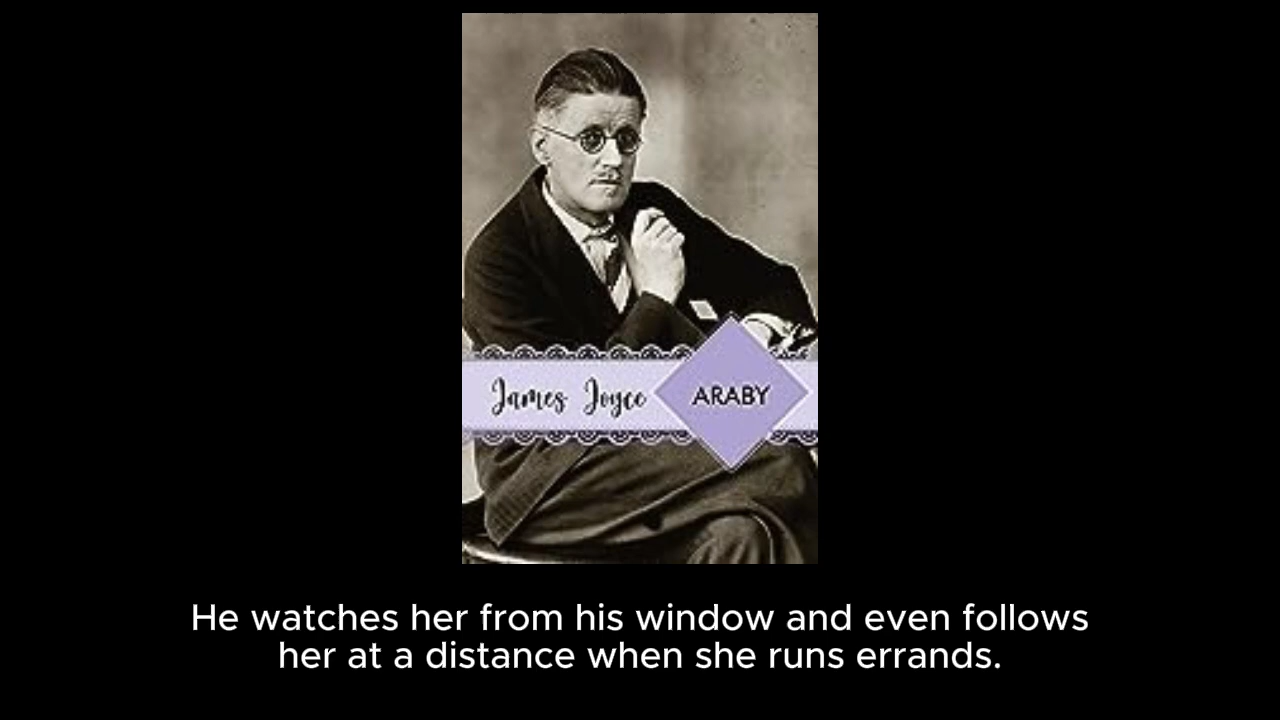 James Joyce
ARABY
He watches her from his window and even follows
her at a distance when she runs errands.